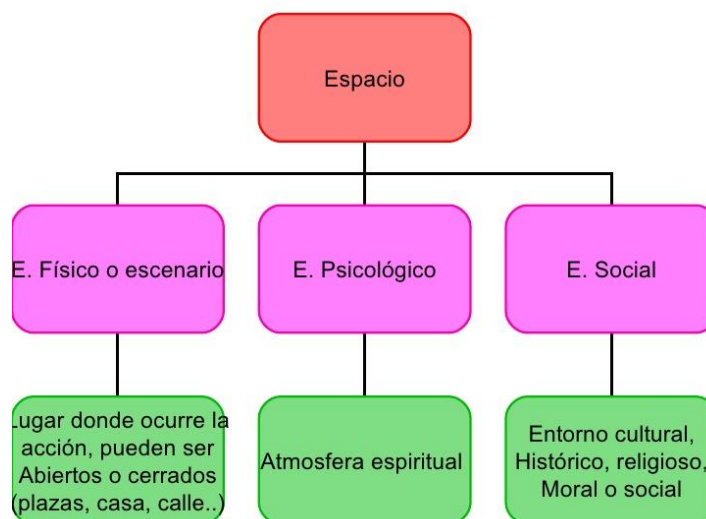 Espacio
E. Físico o escenario
E. Psicológico
E. Social
Lugar donde ocurre la
acción, pueden ser
Abiertos o cerrados
(plazas, casa, calle..)
Atmosfera espiritual
Entorno cultural,
Histórico, religioso,
Moral o social